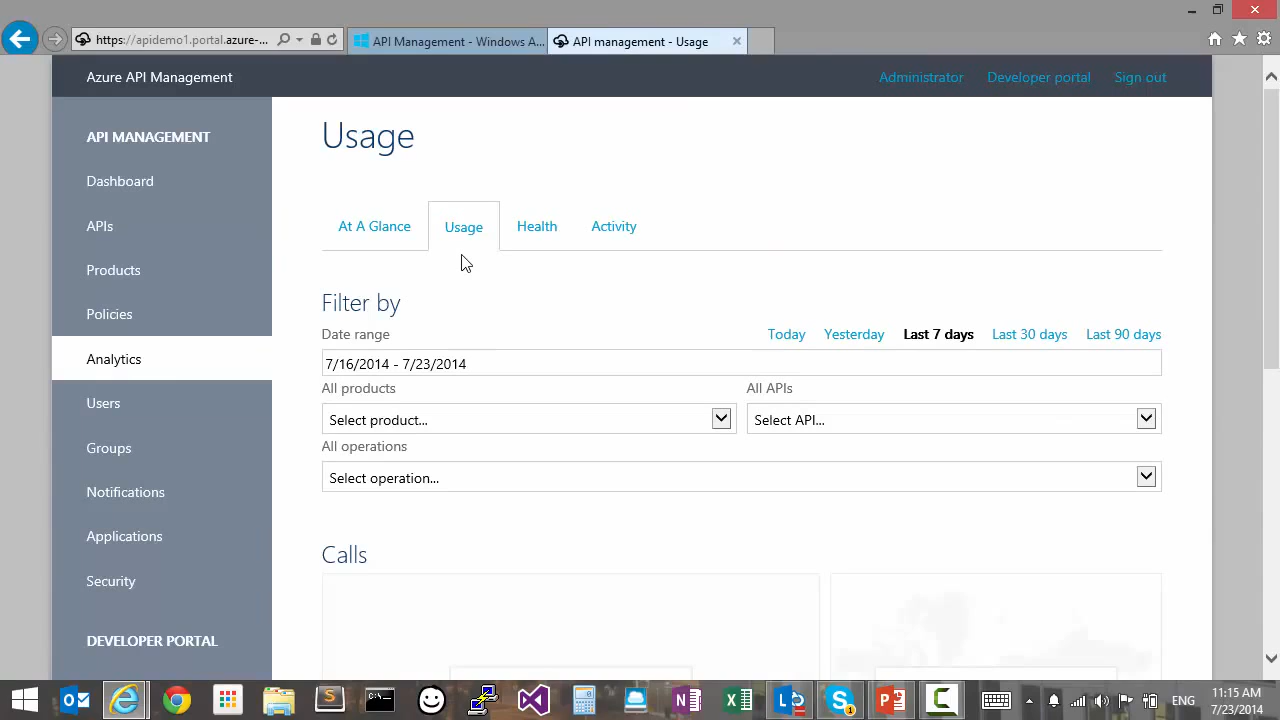 https://apidemo1.portal.azure-...
API Management - Windows A...
API management - Usage
Azure API Management
Administrator
Developer portal
Sign out
API MANAGEMENT
Dashboard
APIs
Products
Policies
Analytics
Users
Groups
Notifications
Applications
Security
DEVELOPER PORTAL
Usage
At A Glance
Usage
Health
Activity
Filter by
Date range
Today
Yesterday
Last 7 days
Last 30 days
Last 90 days
7/16/2014 - 7/23/2014
All products
All APIs
Select product...
Select API...
All operations
Select operation...
Calls
ENG
11:15 AM
7/23/2014